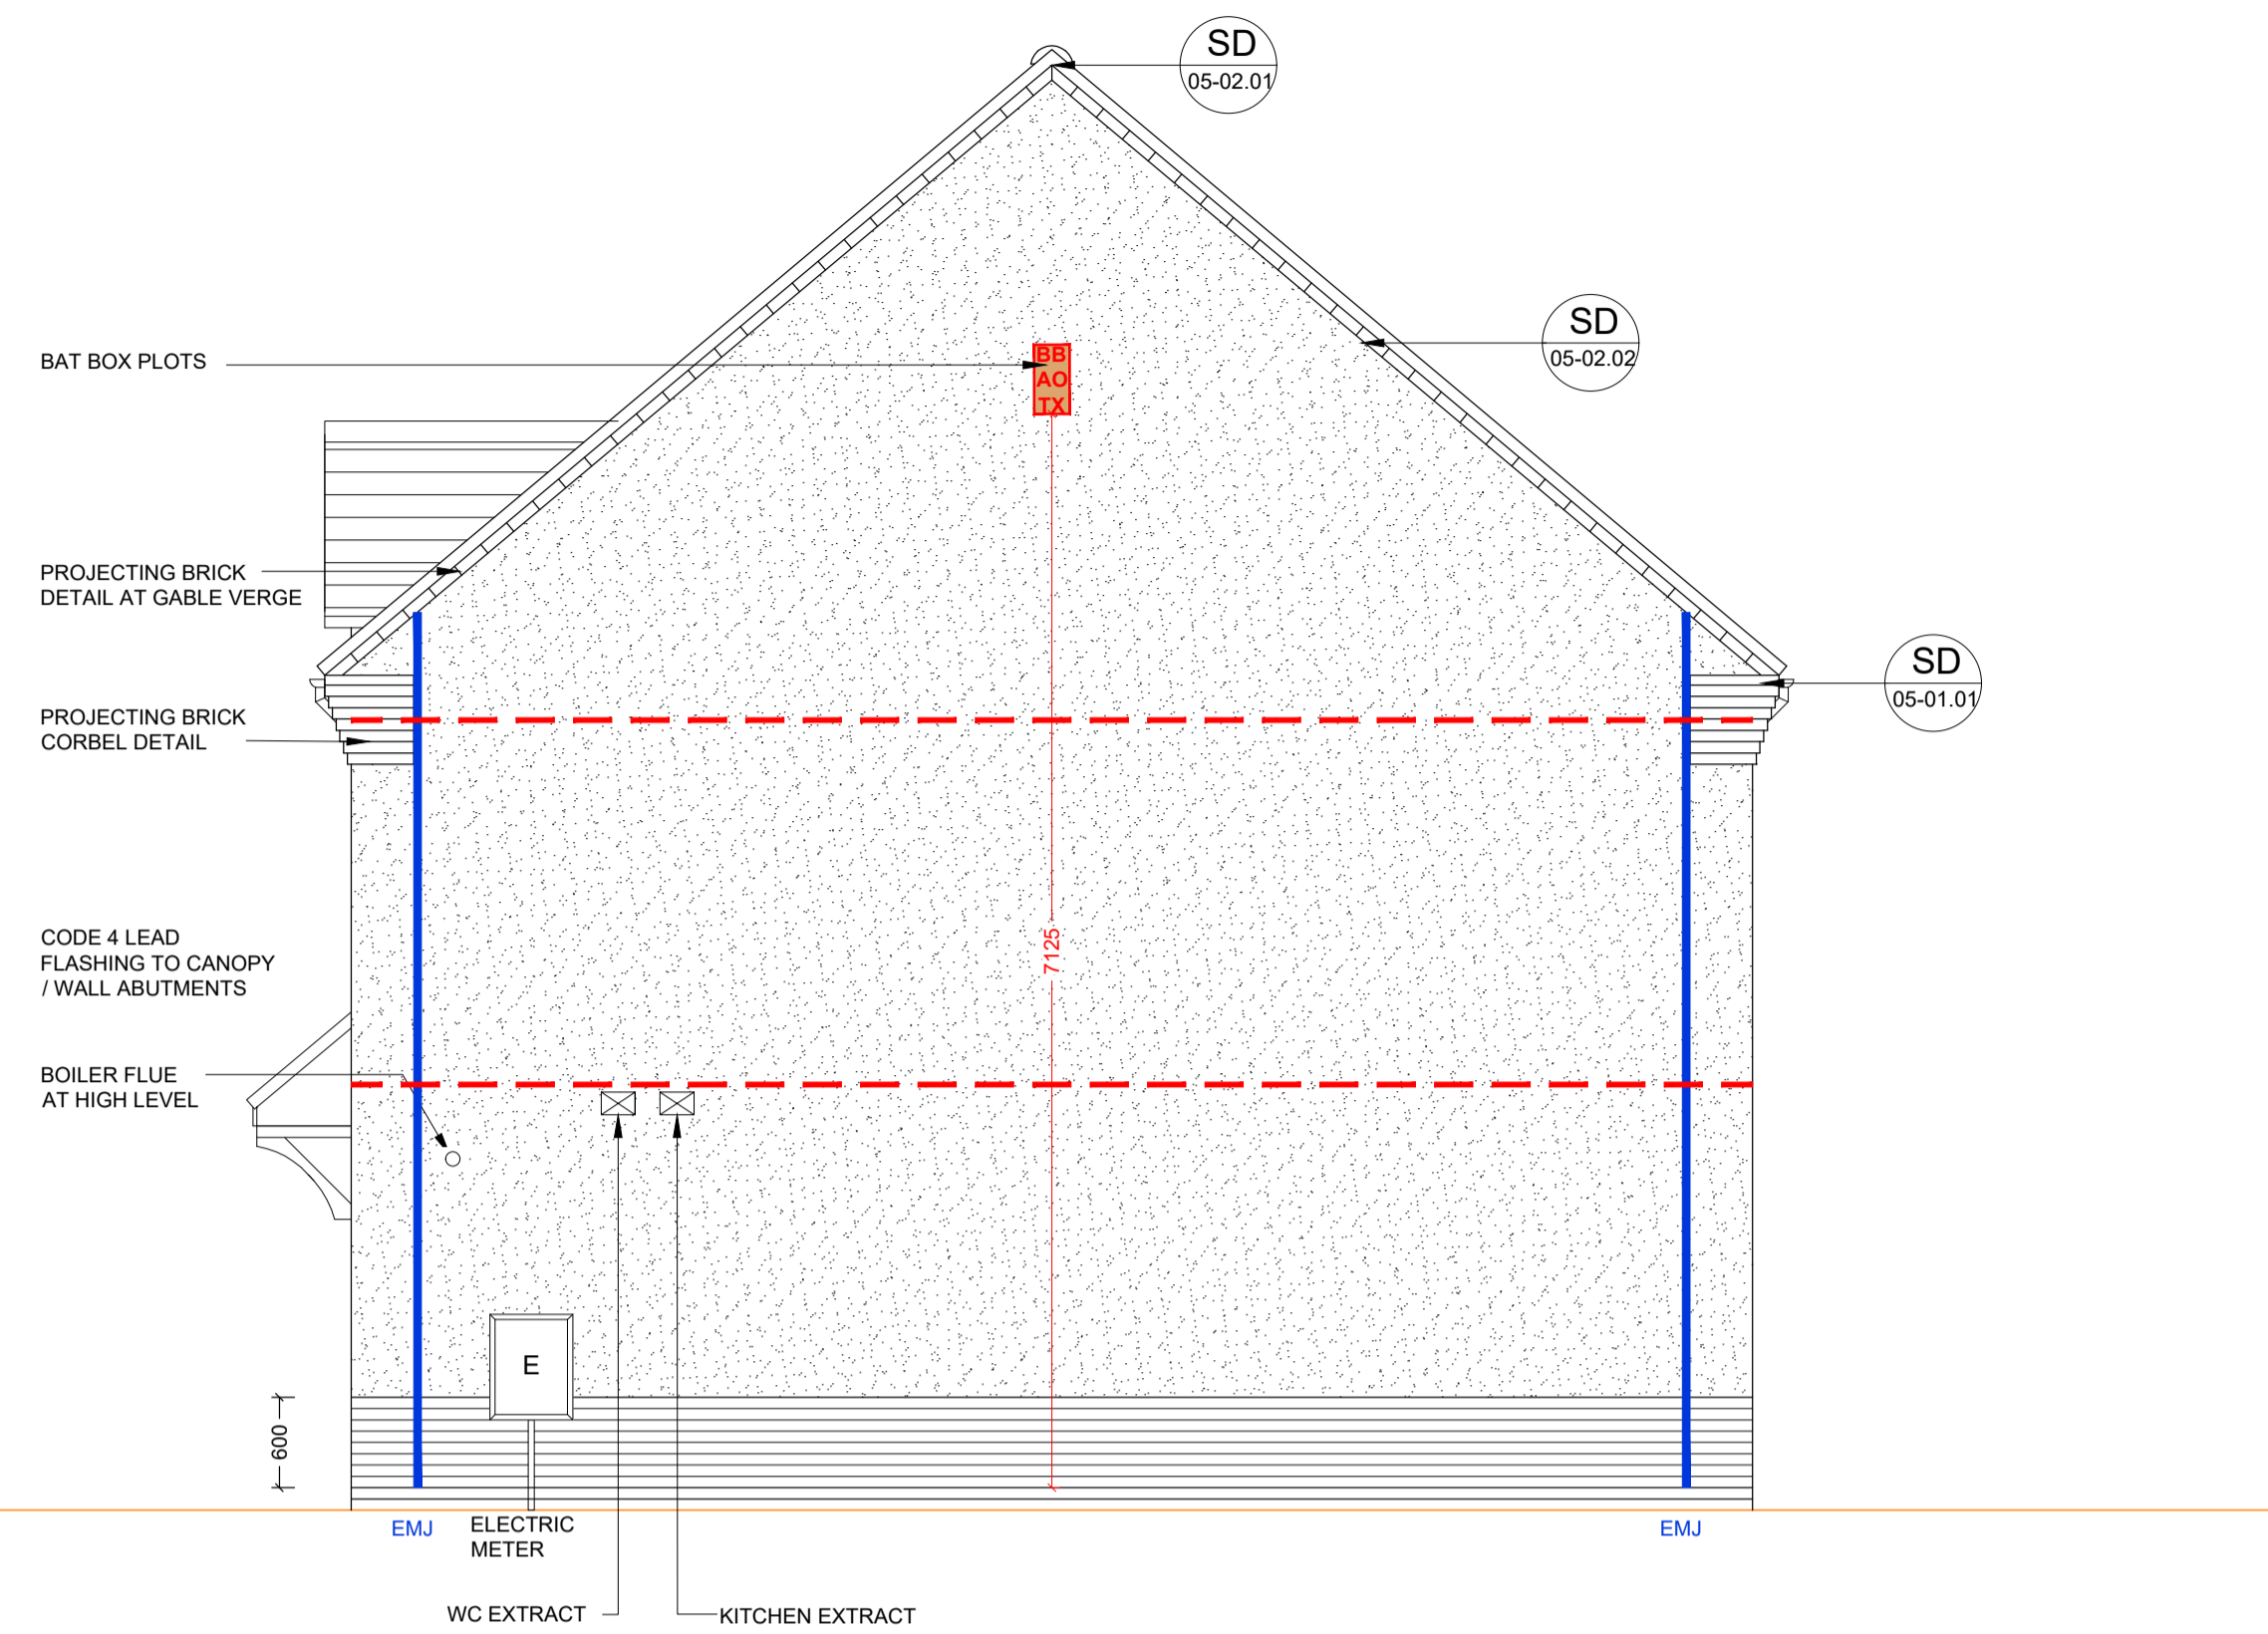 SD
05-02.01
SD
05-02.02
BAT BOX PLOTS
BB
AO
TX
PROJECTING BRICK
DETAIL AT GABLE VERGE
SD
05-01.01
PROJECTING BRICK
CORBEL DETAIL
CODE 4 LEAD
FLASHING TO CANOPY
/ WALL ABUTMENTS
7125
BOILER FLUE
AT HIGH LEVEL
E
600
EMJ
ELECTRIC
METER
EMJ
WC EXTRACT
KITCHEN EXTRACT